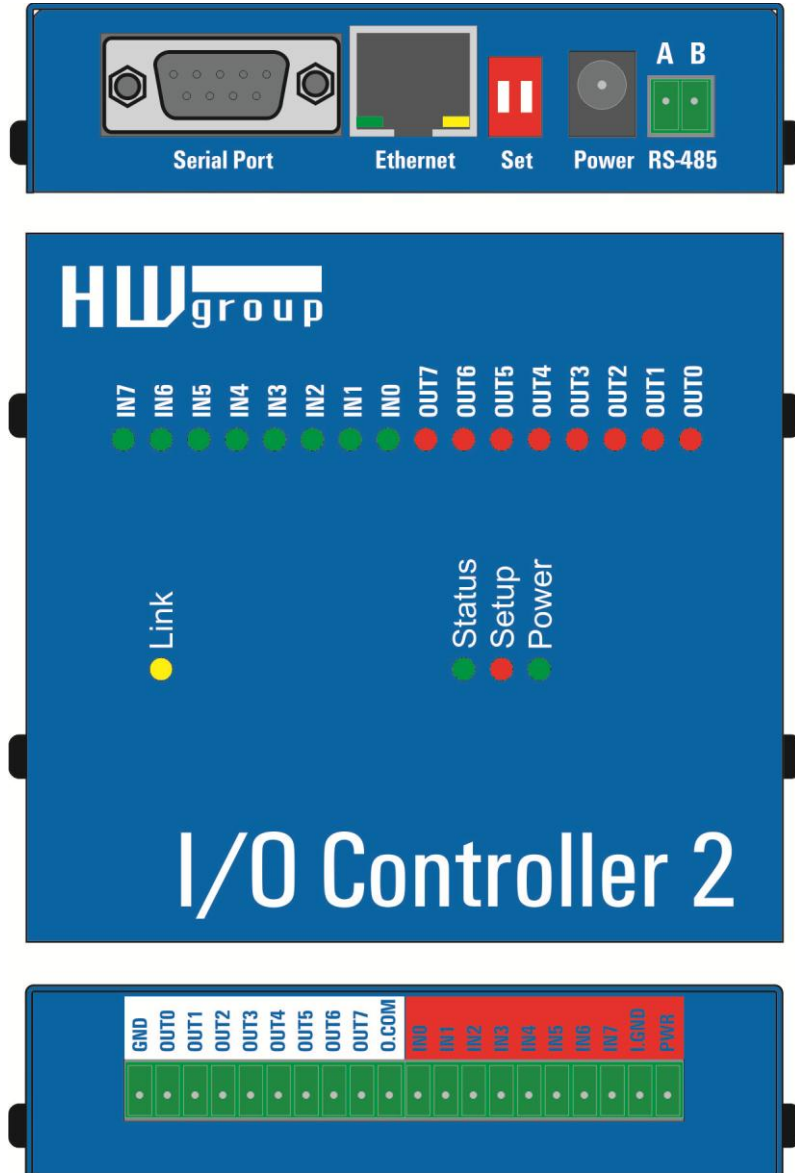 A B
Serial Port Ethernet Set Power RS-485
HW group
IN7 IN6 IN5 IN4 IN3 IN2 IN1 IN0 OUT7 OUT6 OUT5 OUT4 OUT3 OUT2 OUT1 OUT0
Link Status Setup Power
I/O Controller 2
GND OUT0 OUT1 OUT2 OUT3 OUT4 OUT5 OUT6 OUT7 O.COM IN0 IN1 IN2 IN3 IN4 IN5 IN6 IN7 I.GND PWR